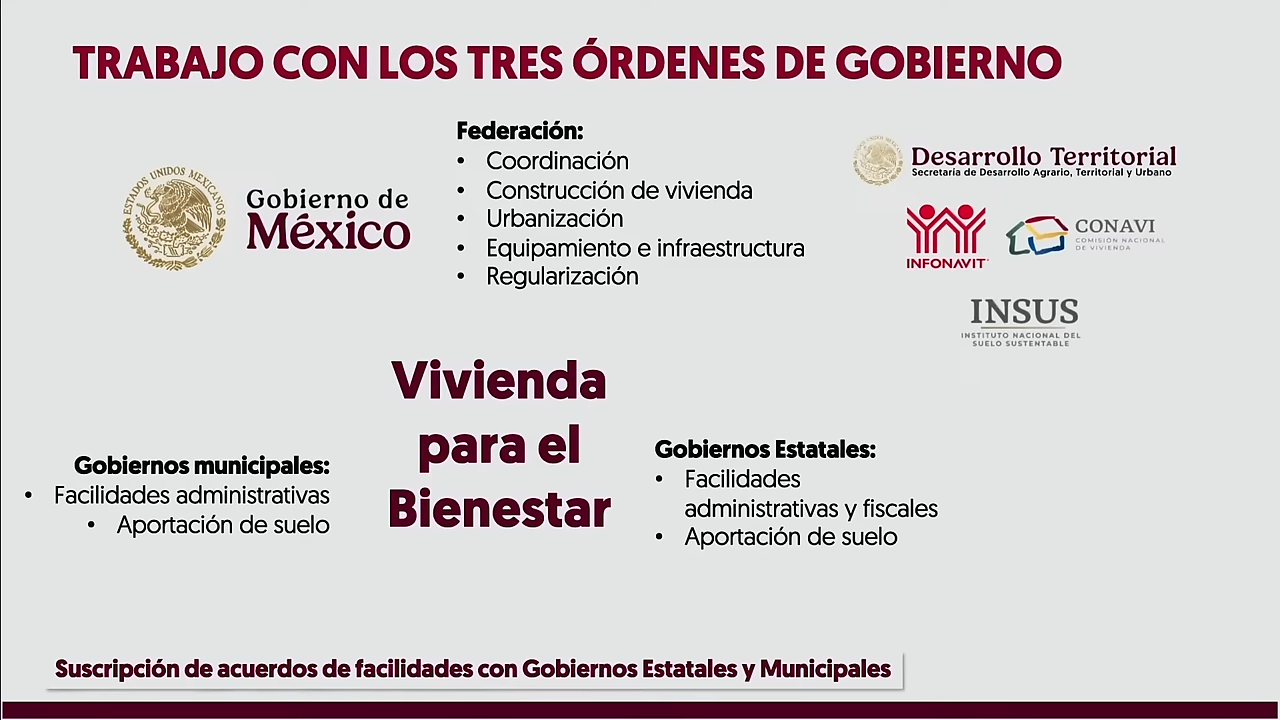 TRABAJO CON LOS TRES ÓRDENES DE GOBIERNO
ESTADOS UNIDOS MEXICANOS
Gobierno de
México
Federación:
• Coordinación
• Construcción de vivienda
• Urbanización
• Equipamiento e infraestructura
• Regularización
Desarrollo Territorial
Secretaría de Desarrollo Agrario, Territorial y Urbano
INFONAVIT
CONAVI
COMISIÓN NACIONAL
DE VIVIENDA
INSUS
INSTITUTO NACIONAL DEL
SUELO SUSTENTABLE
Vivienda
para el
Bienestar
Gobiernos municipales:
• Facilidades administrativas
• Aportación de suelo
Gobiernos Estatales:
• Facilidades
administrativas y fiscales
• Aportación de suelo
Suscripción de acuerdos de facilidades con Gobiernos Estatales y Municipales